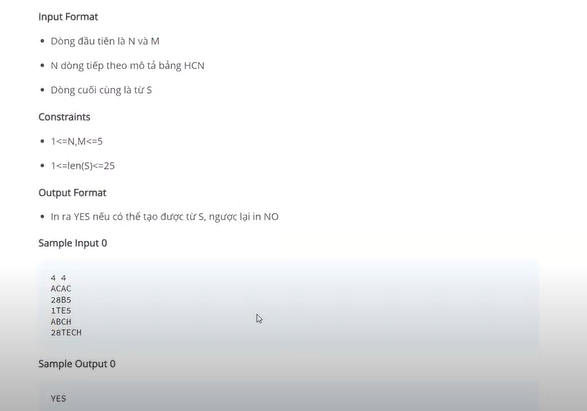 Input Format
• Dòng đầu tiên là N và M
• N dòng tiếp theo mô tả bảng HCN
• Dòng cuối cùng là từ S
Constraints
• 1<=N,M<=5
• 1<=len(S)<=25
Output Format
• In ra YES nếu có thể tạo được từ S, ngược lại in NO
Sample Input 0
4 4
ACAC
28B5
1TE5
ABCH
28TECH
Sample Output 0
YES